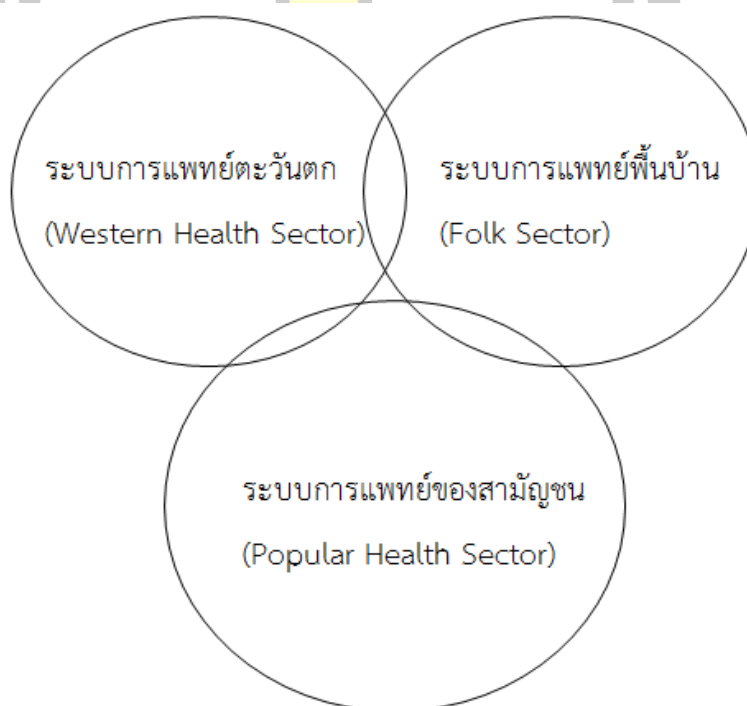 ระบบการแพทย์ตะวันตก
(Western Health Sector)
ระบบการแพทย์พื้นบ้าน
(Folk Sector)
ระบบการแพทย์ของสามัญชน
(Popular Health Sector)